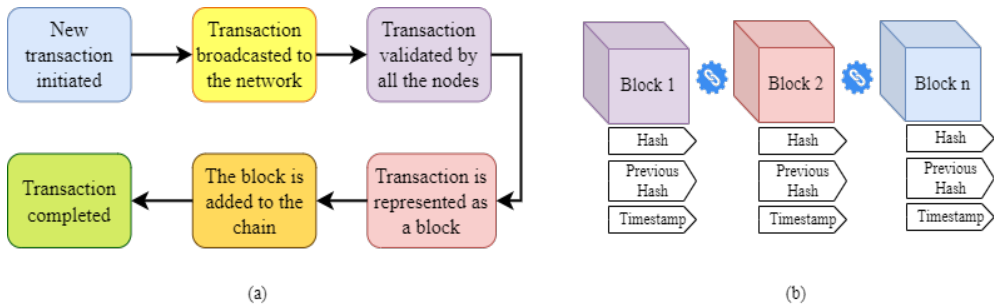 New
transaction
initiated
Transaction
broadcasted to
the network
Transaction
validated by
all the nodes
Transaction
completed
The block is
added to the
chain
Transaction is
represented as
a block
(a)
Block 1
Block 2
Block n
Hash
Hash
Hash
Previous
Hash
Previous
Hash
Previous
Hash
Timestamp
Timestamp
Timestamp
(b)